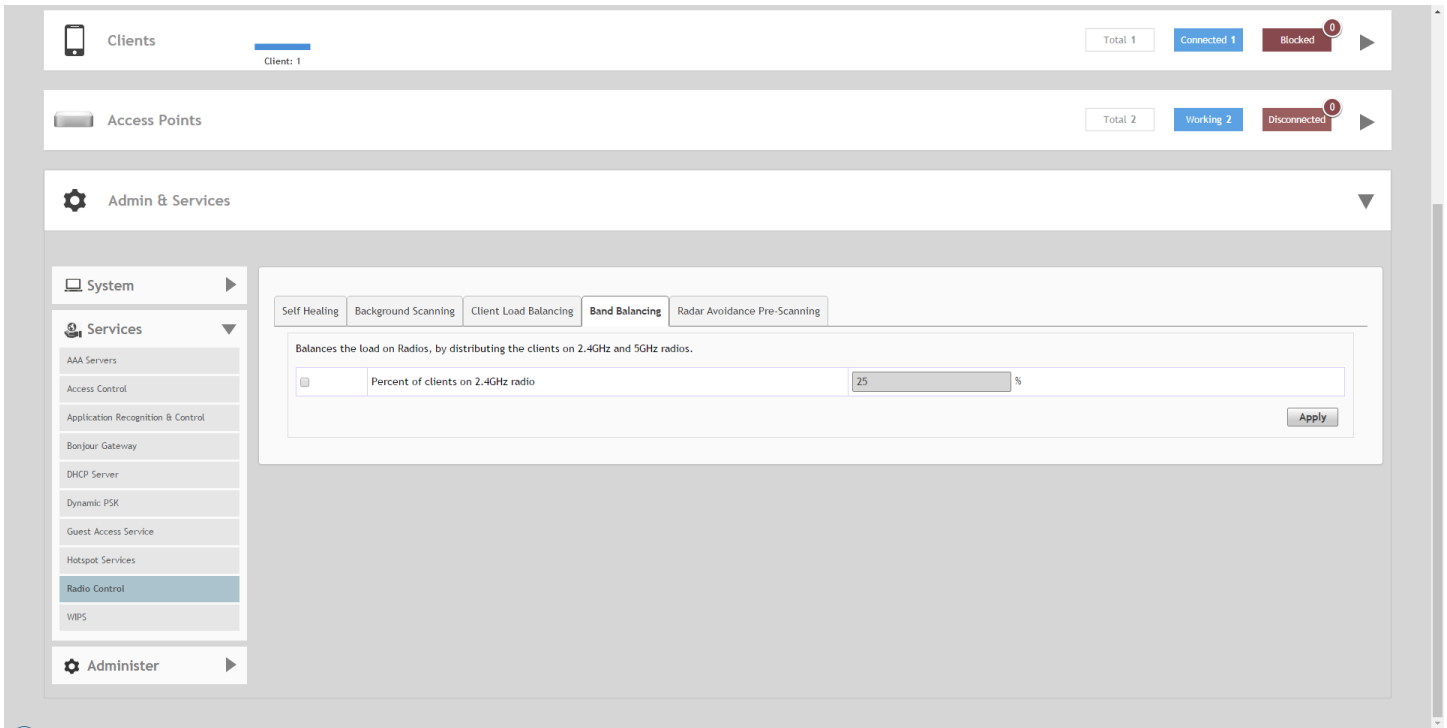 Clients
Client: 1
Total 1
Connected 1
Blocked
0
Access Points
Total 2
Working 2
Disconnected
0
Admin & Services
System
Services
AAA Servers
Access Control
Application Recognition & Control
Bonjour Gateway
DHCP Server
Dynamic PSK
Guest Access Service
Hotspot Services
Radio Control
WIPS
Administer
Self Healing
Background Scanning
Client Load Balancing
Band Balancing
Radar Avoidance Pre-Scanning
Balances the load on Radios, by distributing the clients on 2.4GHz and 5GHz radios.
Percent of clients on 2.4GHz radio
25 %
Apply